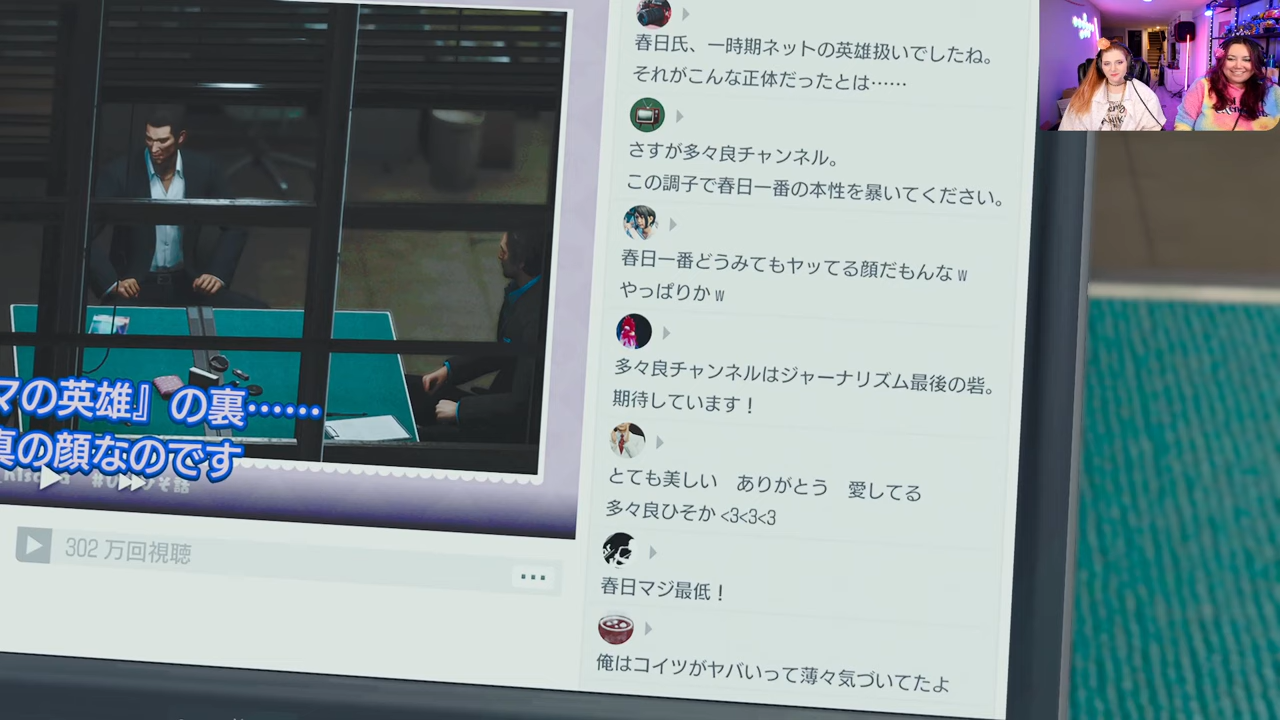 マの英雄』の裏……
真の顔なのです
302 万回視聴
春日氏、一時期ネットの英雄扱いでしたね。
それがこんな正体だったとは……
さすが多々良チャンネル。
この調子で春日一番の本性を暴いてください。
春日一番どうみてもヤッてる顔だもんなｗ
やっぱりかｗ
多々良チャンネルはジャーナリズム最後の砦。
期待しています！
とても美しい　ありがとう　愛してる
多々良ひそか <3<3<3
春日マジ最低！
俺はコイツがヤバいって薄々気づいてたよ